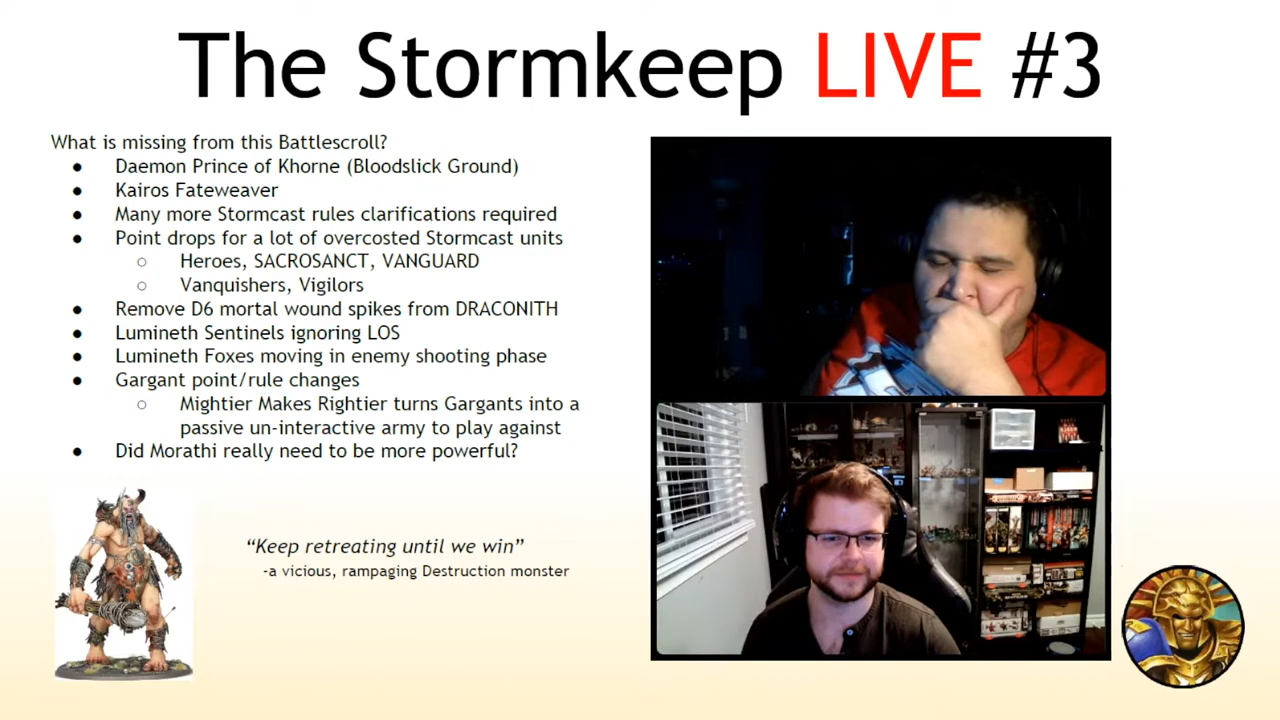 The Stormkeep LIVE #3
What is missing from this Battlescroll?
● Daemon Prince of Khorne (Bloodslick Ground)
● Kairos Fateweaver
● Many more Stormcast rules clarifications required
● Point drops for a lot of overcosted Stormcast units
○ Heroes, SACROSANCT, VANGUARD
○ Vanquishers, Vigilors
● Remove D6 mortal wound spikes from DRACONITH
● Lumineth Sentinels ignoring LOS
● Lumineth Foxes moving in enemy shooting phase
● Gargant point/rule changes
○ Mightier Makes Rightier turns Gargants into a
passive un-interactive army to play against
● Did Morathi really need to be more powerful?
“Keep retreating until we win”
-a vicious, rampaging Destruction monster